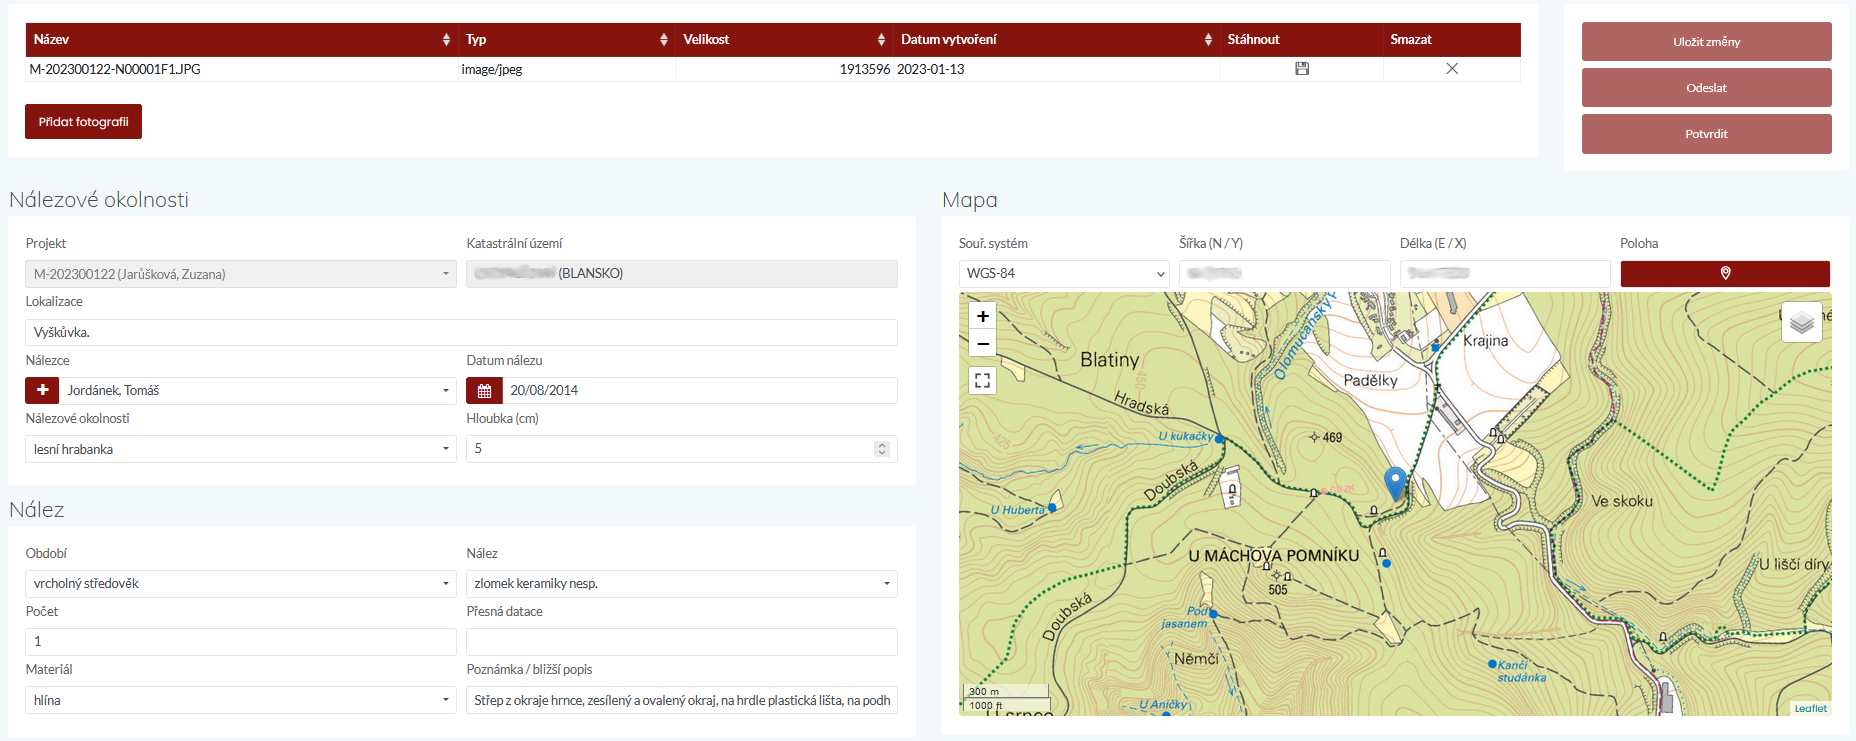 Název Typ Velikost Datum vytvoření Stáhnout Smazat
M-202300122-N00001F1.JPG image/jpeg 1913596 2023-01-13
Přidat fotografii
Uložit změny
Odeslat
Potvrdit
Nálezové okolnosti
Projekt Katastrální území
M-202300122 (Jarůšková, Zuzana) (BLANSKO)
Lokalizace
Vyškůvka.
Nálezce Datum nálezu
Jordánek, Tomáš 20/08/2014
Nálezové okolnosti Hloubka (cm)
lesní hrabanka 5
Nález
Období Nález
vrcholný středověk zlomek keramiky nesp.
Počet Přesná datace
1
Materiál Poznámka / bližší popis
hlína Střep z okraje hrnce, zesílený a ovalený okraj, na hrdle plastická lišta, na podh
Mapa
Souř. systém Šířka (N / Y) Délka (E / X) Poloha
WGS-84
+
−
Olomučanský p
Krajina
Blatiny
450
Padělky
Hradská
425
U kukačky
469
Doubská
U Huberta
Ve skoku
U MÁCHOVA POMNÍKU
U liščí díry
505
Doubská
Pod
jasanem
Němčí
Kančí
studánka
300 m
1000 ft
U Aničky
U srnce
Leaflet